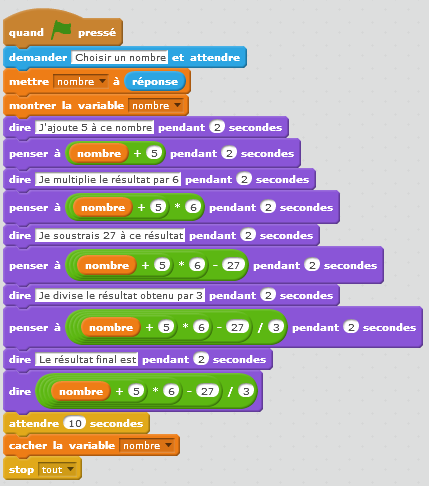 quand pressé
demander Choisir un nombre et attendre
mettre nombre à réponse
montrer la variable nombre
dire J'ajoute 5 à ce nombre pendant 2 secondes
penser à nombre + 5 pendant 2 secondes
dire Je multiplie le résultat par 6 pendant 2 secondes
penser à nombre + 5 * 6 pendant 2 secondes
dire Je soustrais 27 à ce résultat pendant 2 secondes
penser à nombre + 5 * 6 - 27 pendant 2 secondes
dire Je divise le résultat obtenu par 3 pendant 2 secondes
penser à nombre + 5 * 6 - 27 / 3 pendant 2 secondes
dire Le résultat final est pendant 2 secondes
dire nombre + 5 * 6 - 27 / 3
attendre 10 secondes
cacher la variable nombre
stop tout